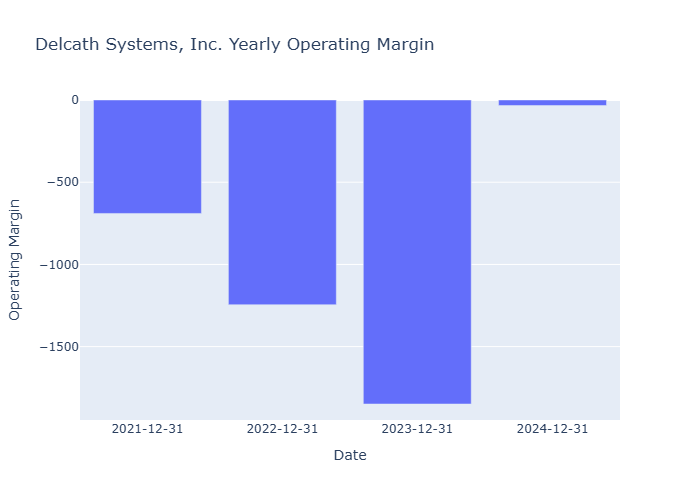 Delcath Systems, Inc. Yearly Operating Margin
Operating Margin
0
−500
−1000
−1500
2021-12-31
2022-12-31
2023-12-31
2024-12-31
Date